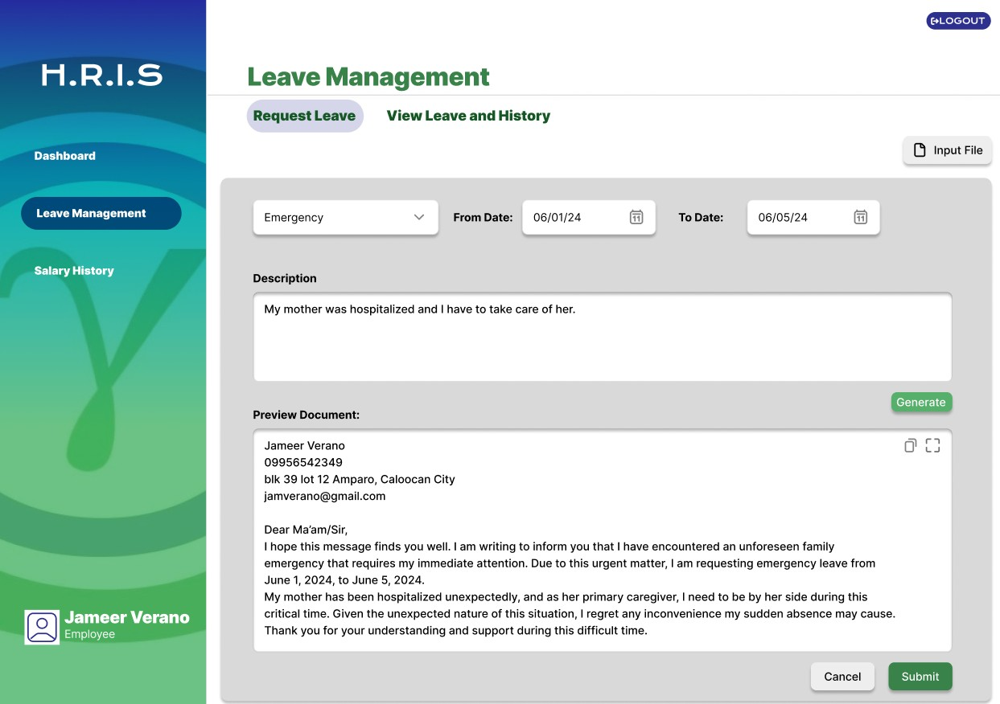 LOGOUT
H.R.I.S
Leave Management
Request Leave
View Leave and History
Dashboard
Input File
Leave Management
Emergency
From Date:
06/01/24
11
To Date:
06/05/24
11
Salary History
Description
My mother was hospitalized and I have to take care of her.
Generate
Preview Document:
Jameer Verano
09956542349
blk 39 lot 12 Amparo, Caloocan City
jamverano@gmail.com
Dear Ma’am/Sir,
I hope this message finds you well. I am writing to inform you that I have encountered an unforeseen family
emergency that requires my immediate attention. Due to this urgent matter, I am requesting emergency leave from
June 1, 2024, to June 5, 2024.
My mother has been hospitalized unexpectedly, and as her primary caregiver, I need to be by her side during this
critical time. Given the unexpected nature of this situation, I regret any inconvenience my sudden absence may cause.
Thank you for your understanding and support during this difficult time.
Jameer Verano
Employee
Cancel
Submit
γ